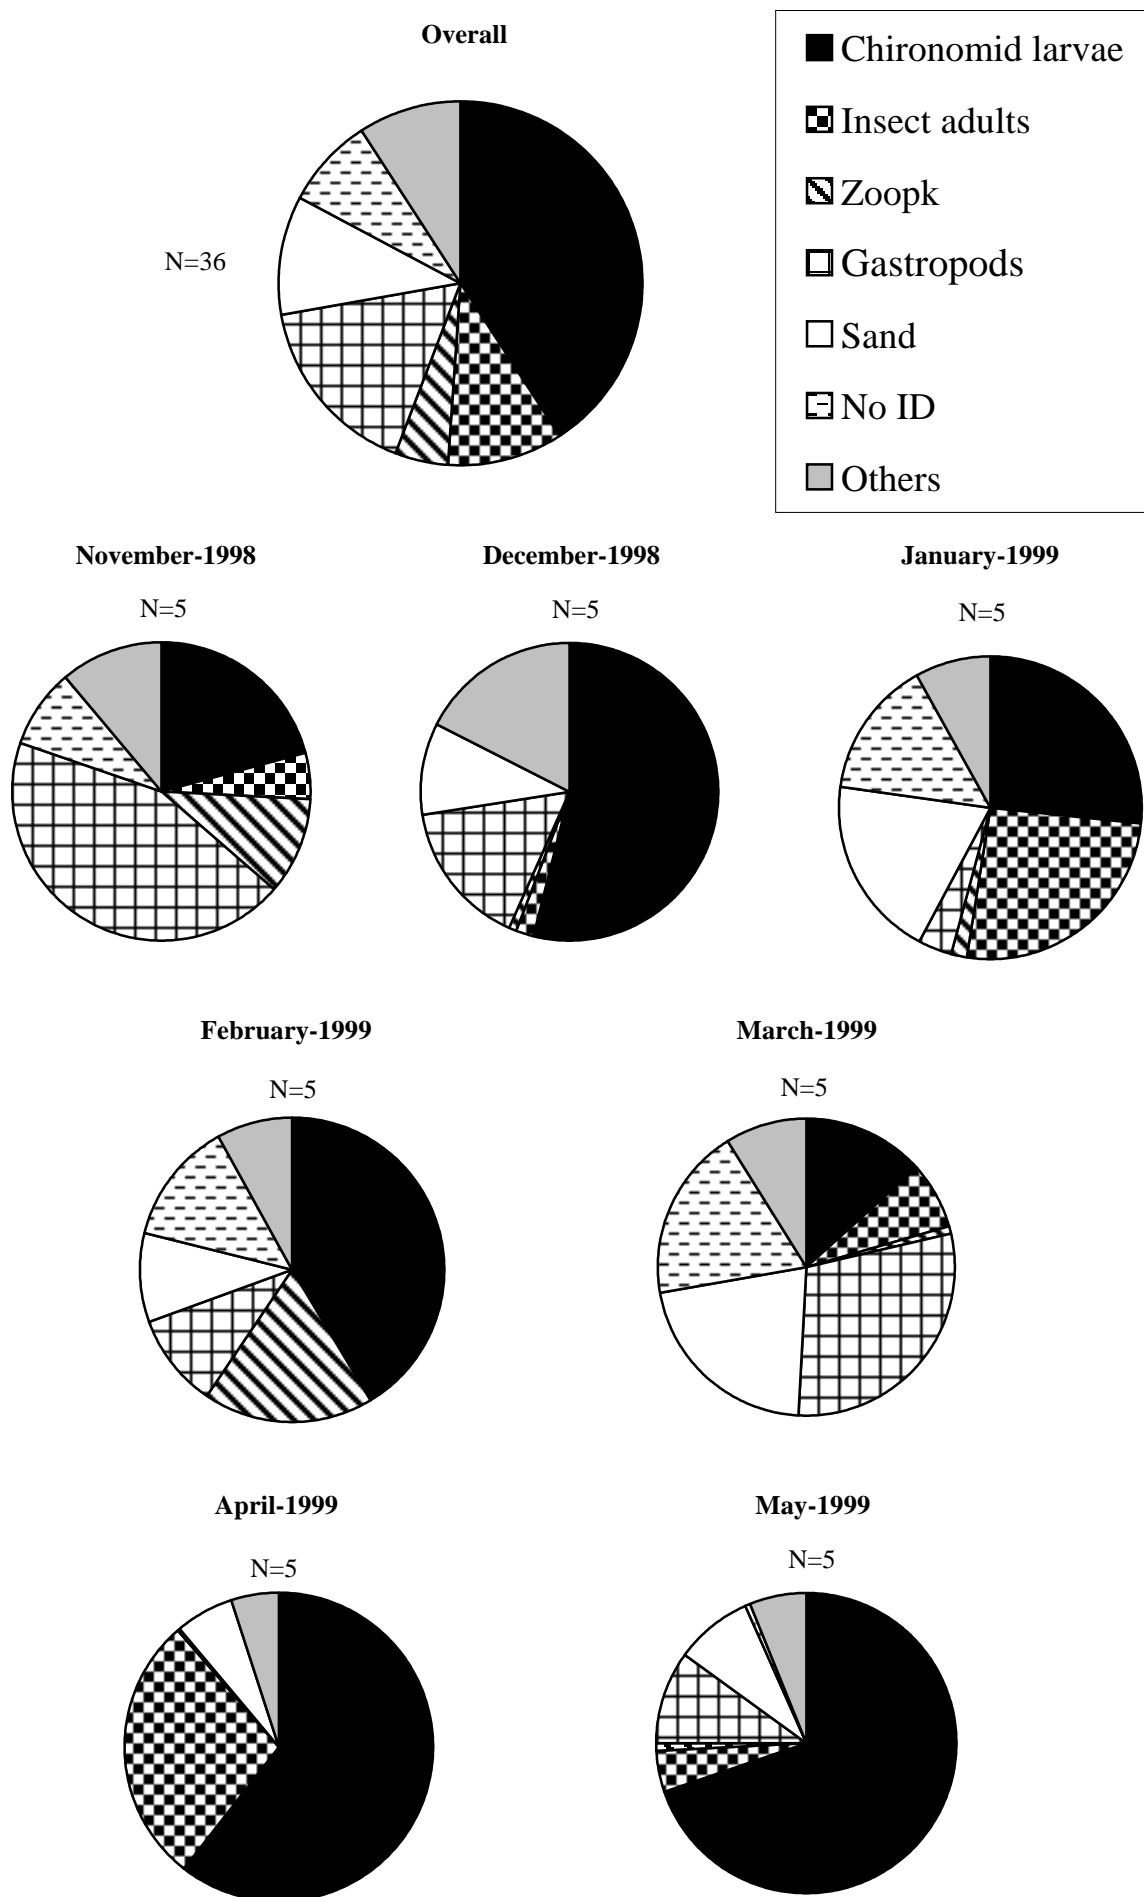 Overall
N=36
Chironomid larvae
Insect adults
Zoopk
Gastropods
Sand
No ID
Others
November-1998
N=5
December-1998
N=5
January-1999
N=5
February-1999
N=5
March-1999
N=5
April-1999
N=5
May-1999
N=5